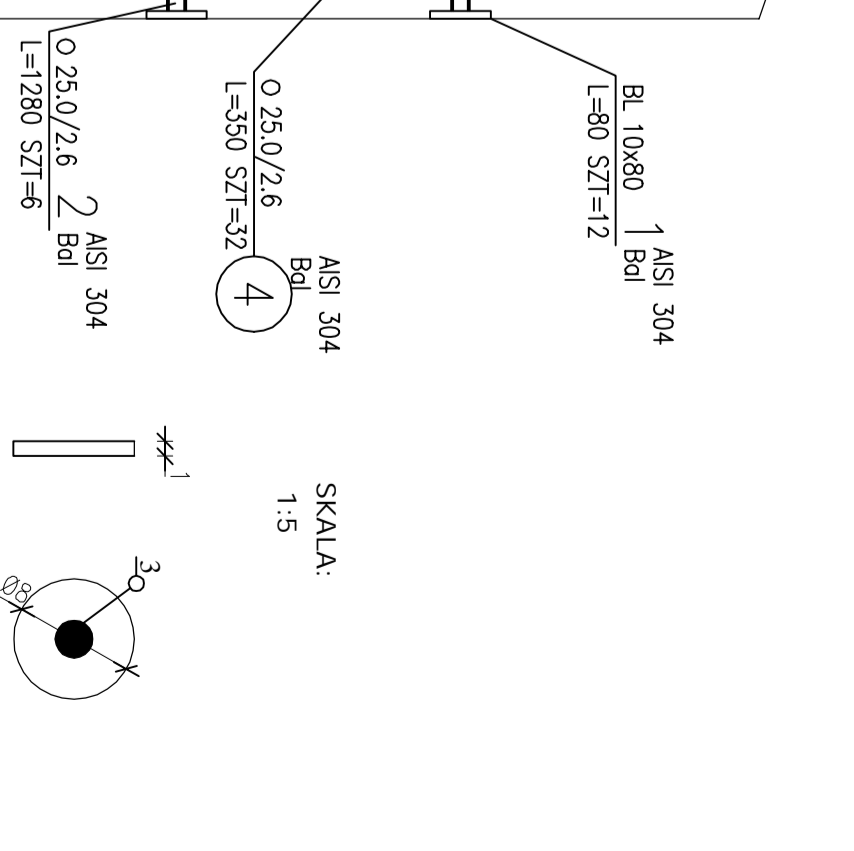 BL 10x80
L=80 SZT=12
1
AISI 304
Bal
O 25.0/2.6
L=350 SZT=32
4
AISI 304
Bal
O 25.0/2.6
L=1280 SZT=6
2
AISI 304
Bal
SKALA:
1:5
1
3
Ø8